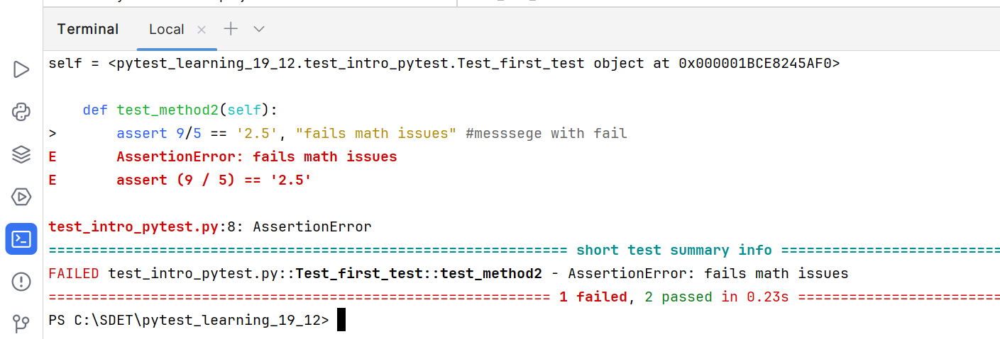 Terminal Local
self = <pytest_learning_19_12.test_intro_pytest.Test_first_test object at 0x000001BCE8245AF0>
    def test_method2(self):
>       assert 9/5 == '2.5', "fails math issues" #messsege with fail
E       AssertionError: fails math issues
E       assert (9 / 5) == '2.5'
test_intro_pytest.py:8: AssertionError
============================================================= short test summary info ==========================
FAILED test_intro_pytest.py::Test_first_test::test_method2 - AssertionError: fails math issues
=========================================================== 1 failed, 2 passed in 0.23s ========================
PS C:\SDET\pytest_learning_19_12>